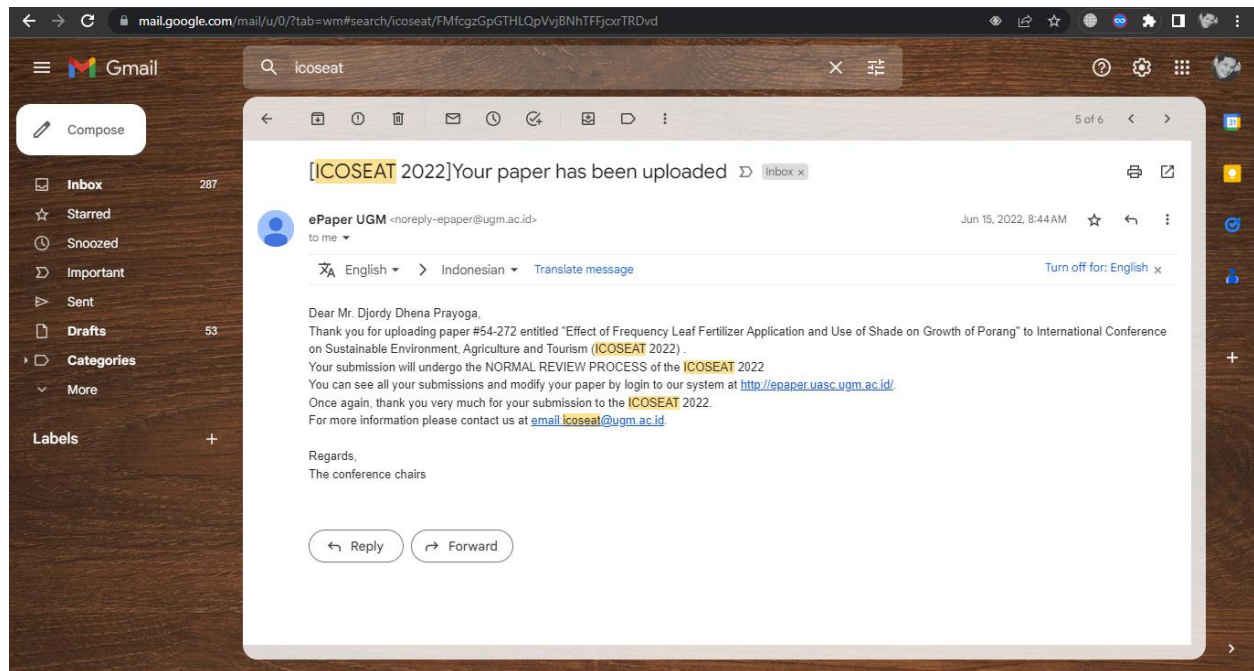 mail.google.com/mail/u/0/?tab=wm#search/icoseat/FMfcgzGpGTHLQpVvjBNhTFFjcxrTRDvd
Gmail
icoseat
Compose
5 of 6
31
Inbox 287
Starred
Snoozed
Important
Sent
Drafts 53
Categories
More
Labels
[ICOSEAT 2022]Your paper has been uploaded Inbox x
ePaper UGM <noreply-epaper@ugm.ac.id> Jun 15, 2022, 8:44 AM
to me
English > Indonesian Translate message Turn off for: English x
Dear Mr. Djordy Dhena Prayoga,
Thank you for uploading paper #54-272 entitled "Effect of Frequency Leaf Fertilizer Application and Use of Shade on Growth of Porang" to International Conference
on Sustainable Environment, Agriculture and Tourism (ICOSEAT 2022) .
Your submission will undergo the NORMAL REVIEW PROCESS of the ICOSEAT 2022
You can see all your submissions and modify your paper by login to our system at http://epaper.uasc.ugm.ac.id/.
Once again, thank you very much for your submission to the ICOSEAT 2022.
For more information please contact us at email:icoseat@ugm.ac.id.
Regards,
The conference chairs
Reply Forward